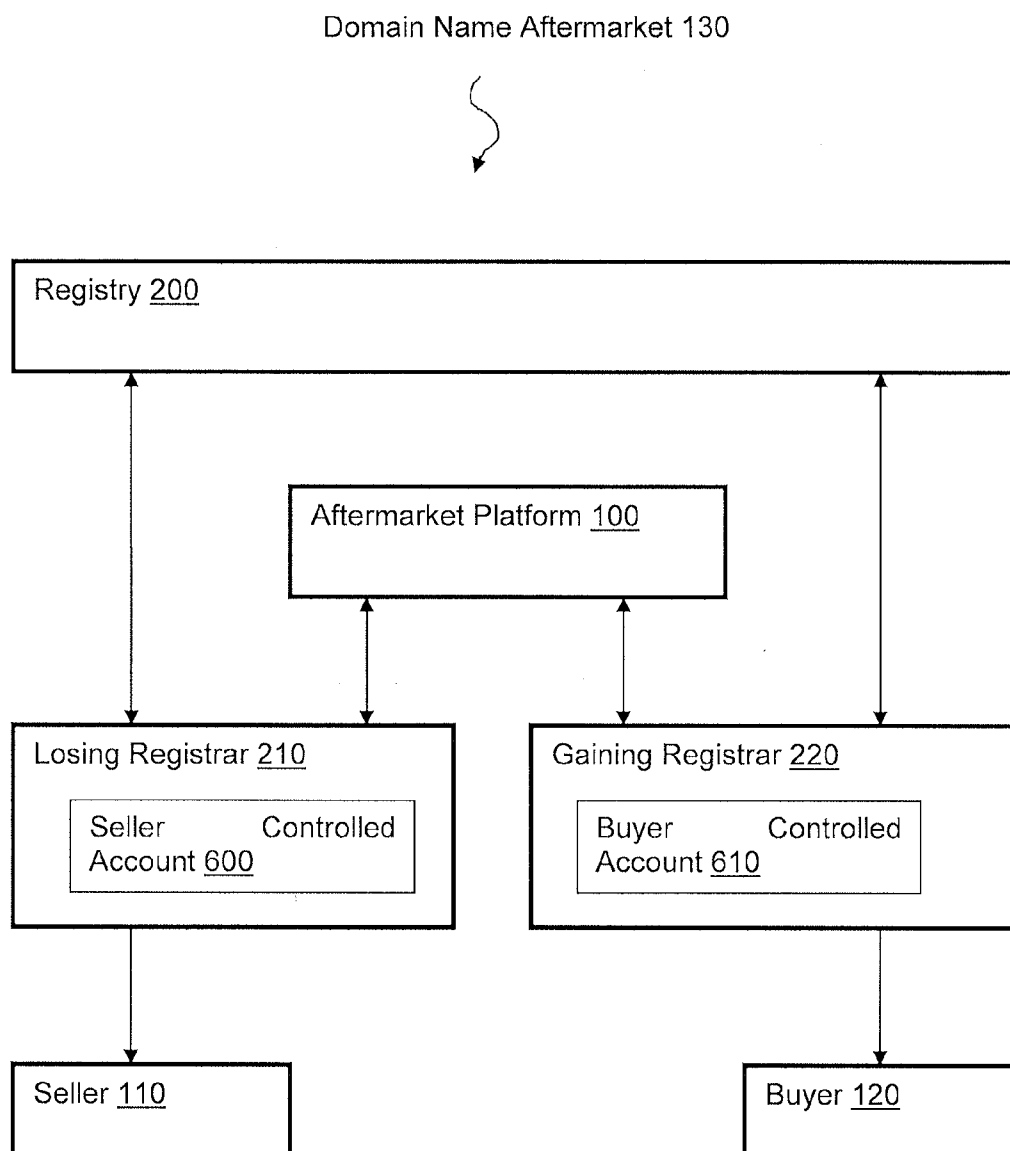 Domain Name Aftermarket 130
Registry 200
Aftermarket Platform 100
Losing Registrar 210
Seller Controlled
Account 600
Gaining Registrar 220
Buyer Controlled
Account 610
Seller 110
Buyer 120